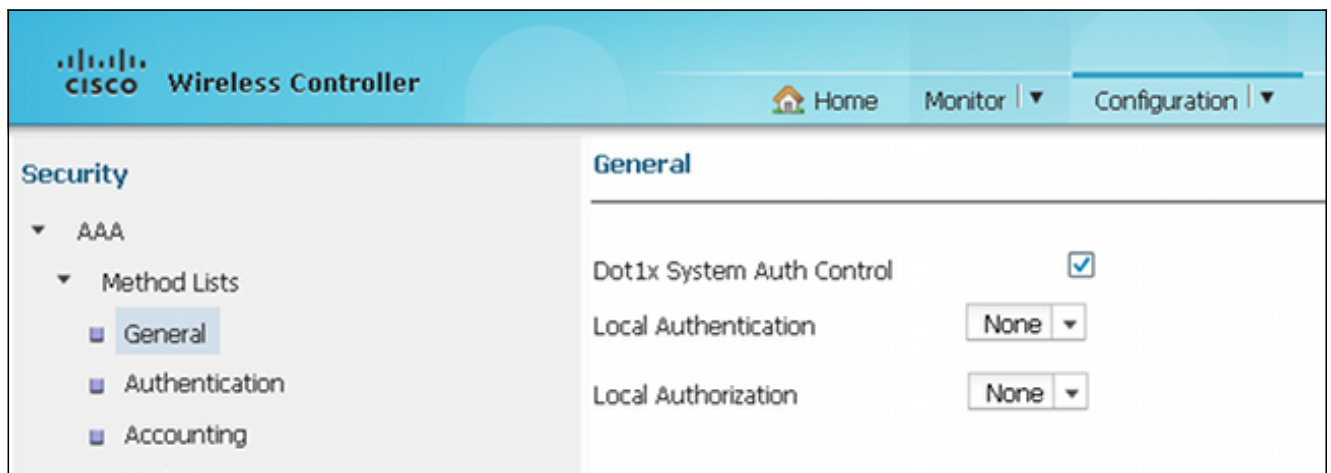 CISCO Wireless Controller
Home Monitor Configuration
Security
AAA
Method Lists
General
Authentication
Accounting
General
Dot1x System Auth Control
Local Authentication None
Local Authorization None